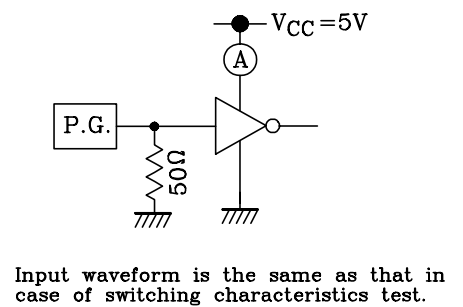 VCC=5V
A
P.G.
50Ω
Input waveform is the same as that in
case of switching characteristics test.